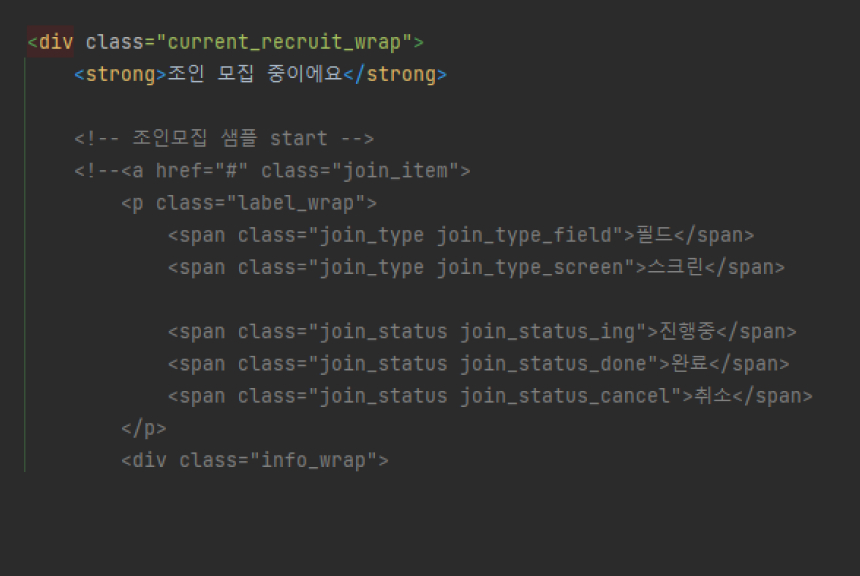 <div class="current_recruit_wrap">
<strong>조인 모집 중이에요</strong>
<!-- 조인모집 샘플 start -->
<!--<a href="#" class="join_item">
<p class="label_wrap">
<span class="join_type join_type_field">필드</span>
<span class="join_type join_type_screen">스크린</span>
<span class="join_status join_status_ing">진행중</span>
<span class="join_status join_status_done">완료</span>
<span class="join_status join_status_cancel">취소</span>
</p>
<div class="info_wrap">